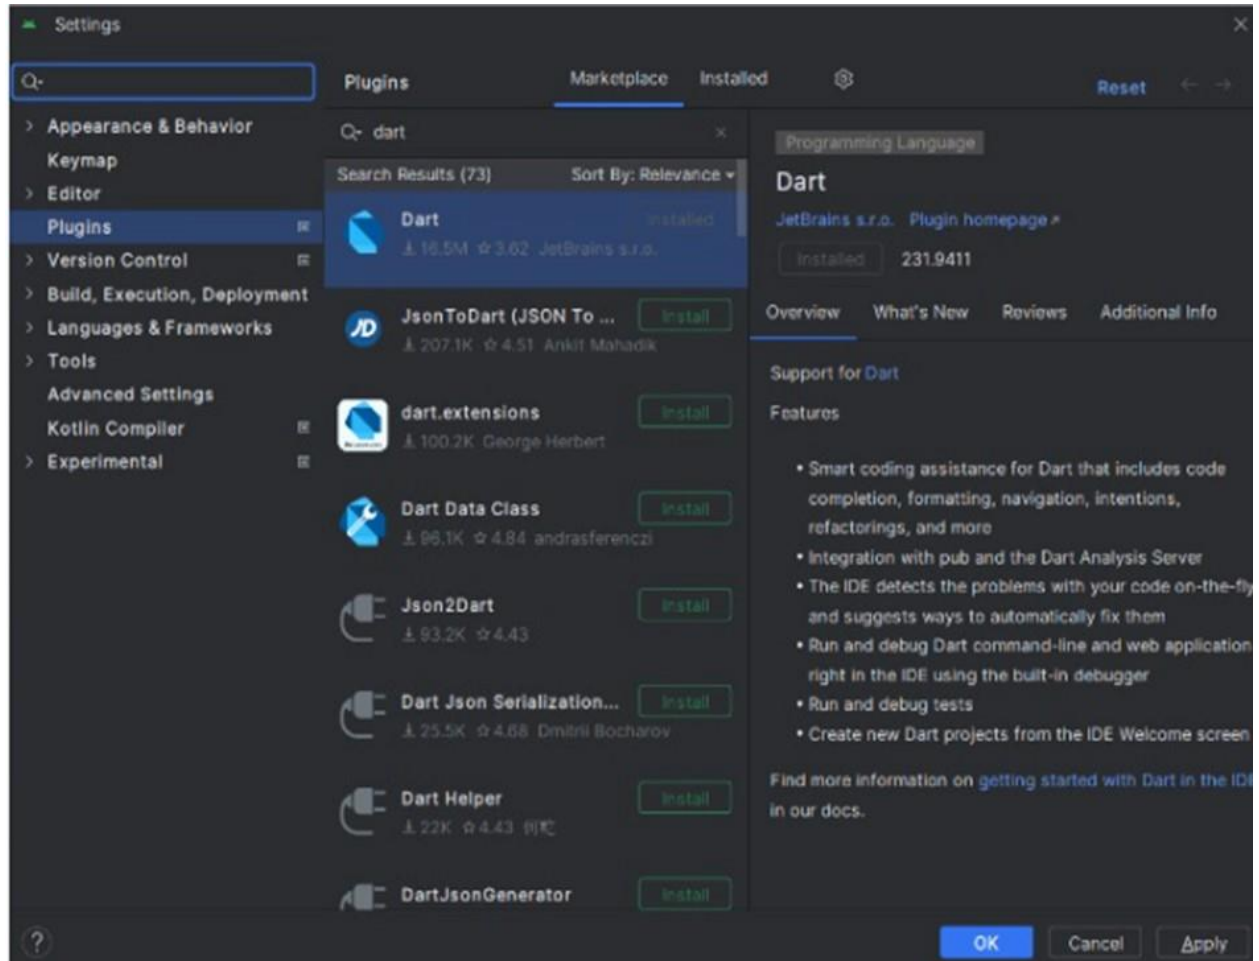 Settings
Appearance & Behavior
Keymap
Editor
Plugins
Version Control
Build, Execution, Deployment
Languages & Frameworks
Tools
Advanced Settings
Kotlin Compiler
Experimental
Plugins Marketplace Installed Reset
dart
Search Results (73) Sort By: Relevance
Dart Installed
16.5M 3.62 JetBrains s.r.o.
JsonToDart (JSON To ... Install
207.1K 4.51 Ankit Mahadik
dart.extensions Install
100.2K George Herbert
Dart Data Class Install
96.1K 4.84 andrasferenczi
Json2Dart Install
93.2K 4.43
Dart Json Serialization... Install
25.5K 4.68 Dmitrii Bocharov
Dart Helper Install
22K 4.43
DartJsonGenerator Install
Programming Language
Dart
JetBrains s.r.o. Plugin homepage
Installed 231.9411
Overview What's New Reviews Additional Info
Support for Dart
Features
• Smart coding assistance for Dart that includes code
completion, formatting, navigation, intentions,
refactorings, and more
• Integration with pub and the Dart Analysis Server
• The IDE detects the problems with your code on-the-fly
and suggests ways to automatically fix them
• Run and debug Dart command-line and web application
right in the IDE using the built-in debugger
• Run and debug tests
• Create new Dart projects from the IDE Welcome screen
Find more information on getting started with Dart in the IDE
in our docs.
? OK Cancel Apply